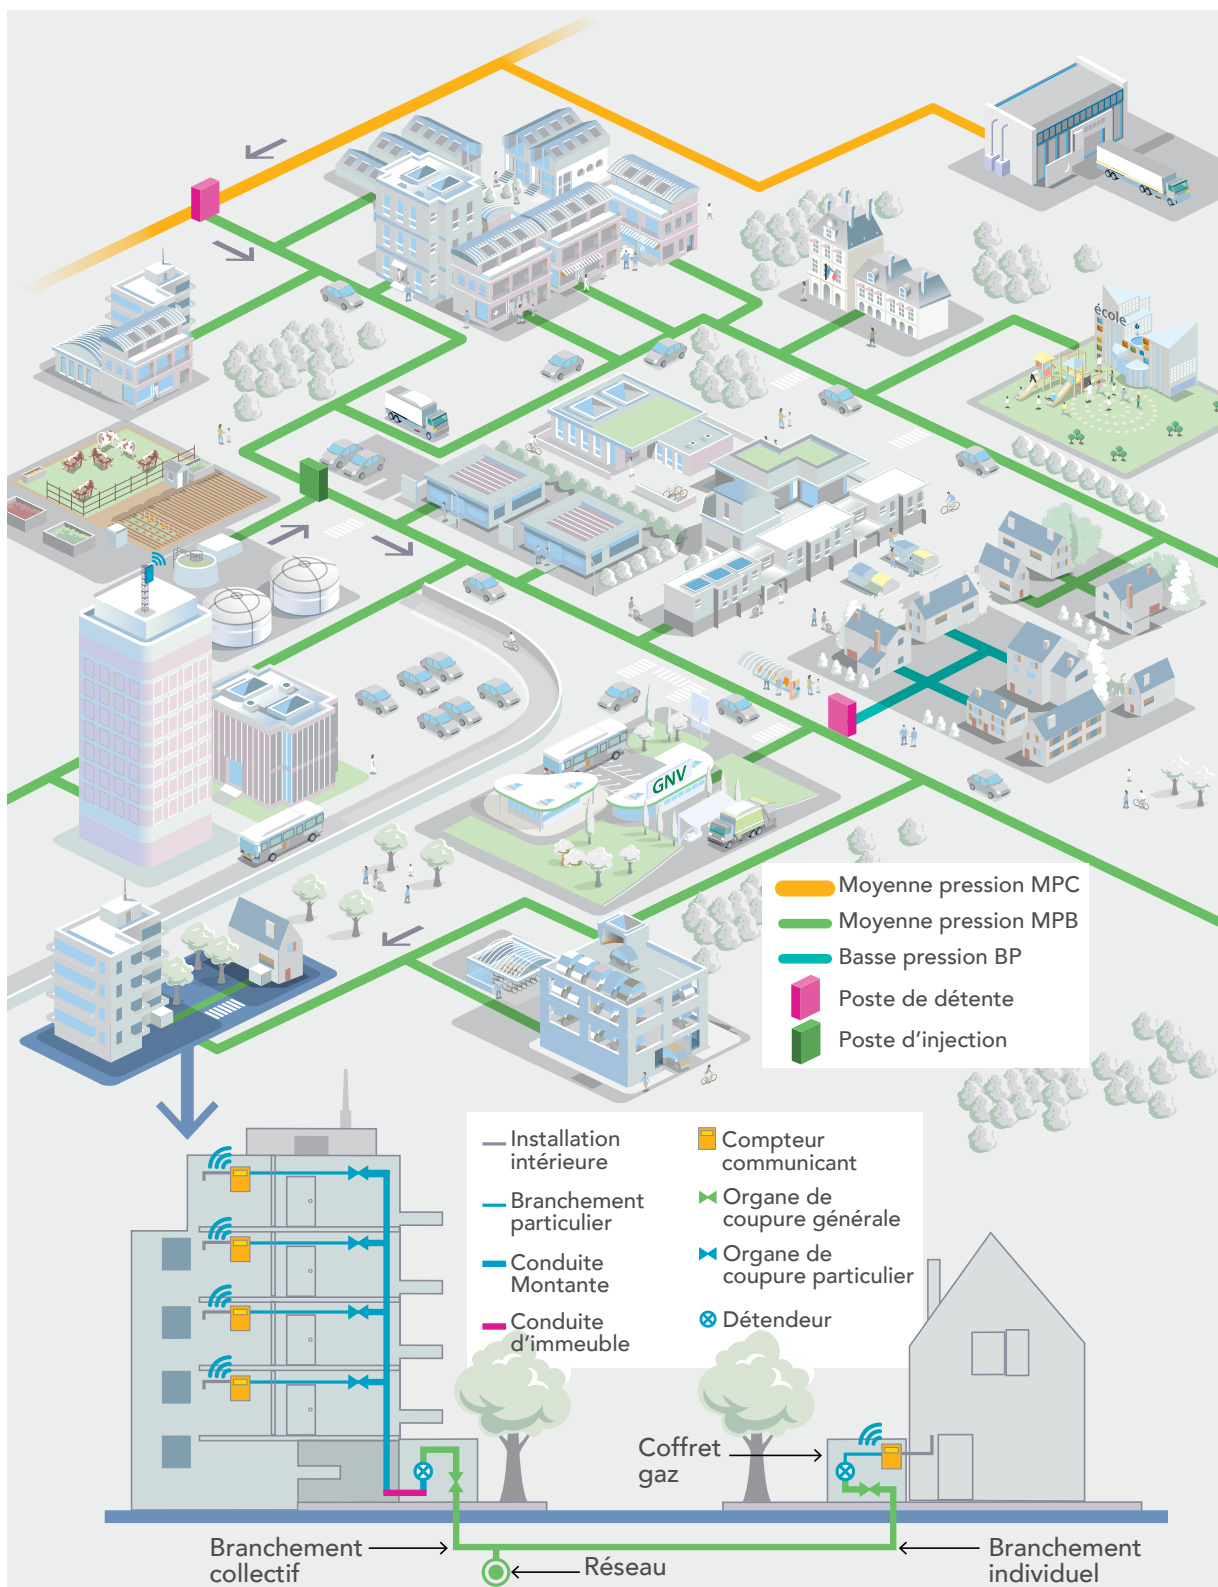 école
GNV
Moyenne pression MPC
Moyenne pression MPB
Basse pression BP
Poste de détente
Poste d'injection
Installation
intérieure
Branchement
particulier
Conduite
Montante
Conduite
d'immeuble
Compteur
communicant
Organe de
coupure générale
Organe de
coupure particulier
Détendeur
Coffret
gaz
Branchement
collectif
Réseau
Branchement
individuel